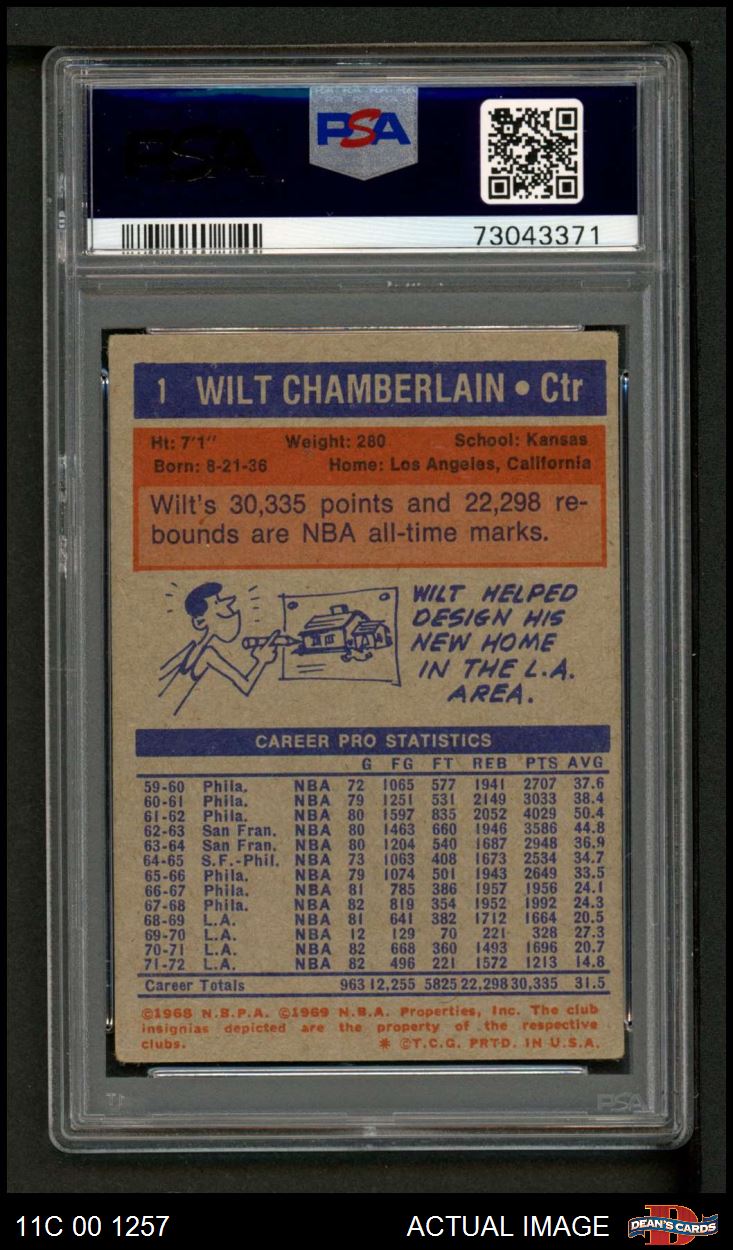 PSA
73043371
1 WILT CHAMBERLAIN • Ctr
Ht: 7'1" Weight: 280 School: Kansas
Born: 8-21-36 Home: Los Angeles, California
Wilt's 30,335 points and 22,298 re-
bounds are NBA all-time marks.
WILT HELPED
DESIGN HIS
NEW HOME
IN THE L.A.
AREA.
CAREER PRO STATISTICS
G FG FT REB PTS AVG
59-60 Phila. NBA 72 1065 577 1941 2707 37.6
60-61 Phila. NBA 79 1251 531 2149 3033 38.4
61-62 Phila. NBA 80 1597 835 2052 4029 50.4
62-63 San Fran. NBA 80 1463 660 1946 3586 44.8
63-64 San Fran. NBA 80 1204 540 1687 2948 36.9
64-65 S.F.-Phil. NBA 73 1063 408 1673 2534 34.7
65-66 Phila. NBA 79 1074 501 1943 2649 33.5
66-67 Phila. NBA 81 785 386 1957 1956 24.1
67-68 Phila. NBA 82 819 354 1952 1992 24.3
68-69 L.A. NBA 81 641 382 1712 1664 20.5
69-70 L.A. NBA 12 129 70 221 328 27.3
70-71 L.A. NBA 82 668 360 1493 1696 20.7
71-72 L.A. NBA 82 496 221 1572 1213 14.8
Career Totals 963 12,255 5825 22,298 30,335 31.5
©1968 N.B.P.A. ©1969 N.B.A. Properties, Inc. The club
insignias depicted are the property of the respective
clubs. * ©T.C.G. PRTD. IN U.S.A.
PSA
11C 00 1257 ACTUAL IMAGE DEAN'S CARDS